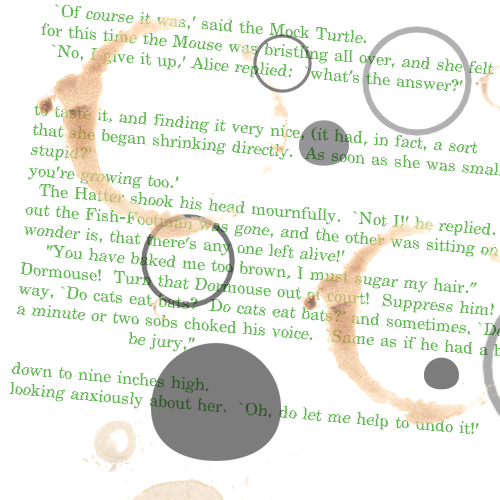 `Of course it was,' said the Mock Turtle.
for this time the Mouse was bristling all over, and she felt
`No, I give it up,' Alice replied: `what's the answer?'
to taste it, and finding it very nice, (it had, in fact, a sort
that she began shrinking directly. As soon as she was small
stupid?'
you're growing too.'
The Hatter shook his head mournfully. `Not I!' he replied.
out the Fish-Footman was gone, and the other was sitting on
wonder is, that there's any one left alive!'
"You have baked me too brown, I must sugar my hair."
Dormouse! Turn that Dormouse out of court! Suppress him!
way, `Do cats eat bats? Do cats eat bats?' and sometimes, `Do
a minute or two sobs choked his voice. `Same as if he had a b
be jury,"
down to nine inches high.
looking anxiously about her. `Oh, do let me help to undo it!'